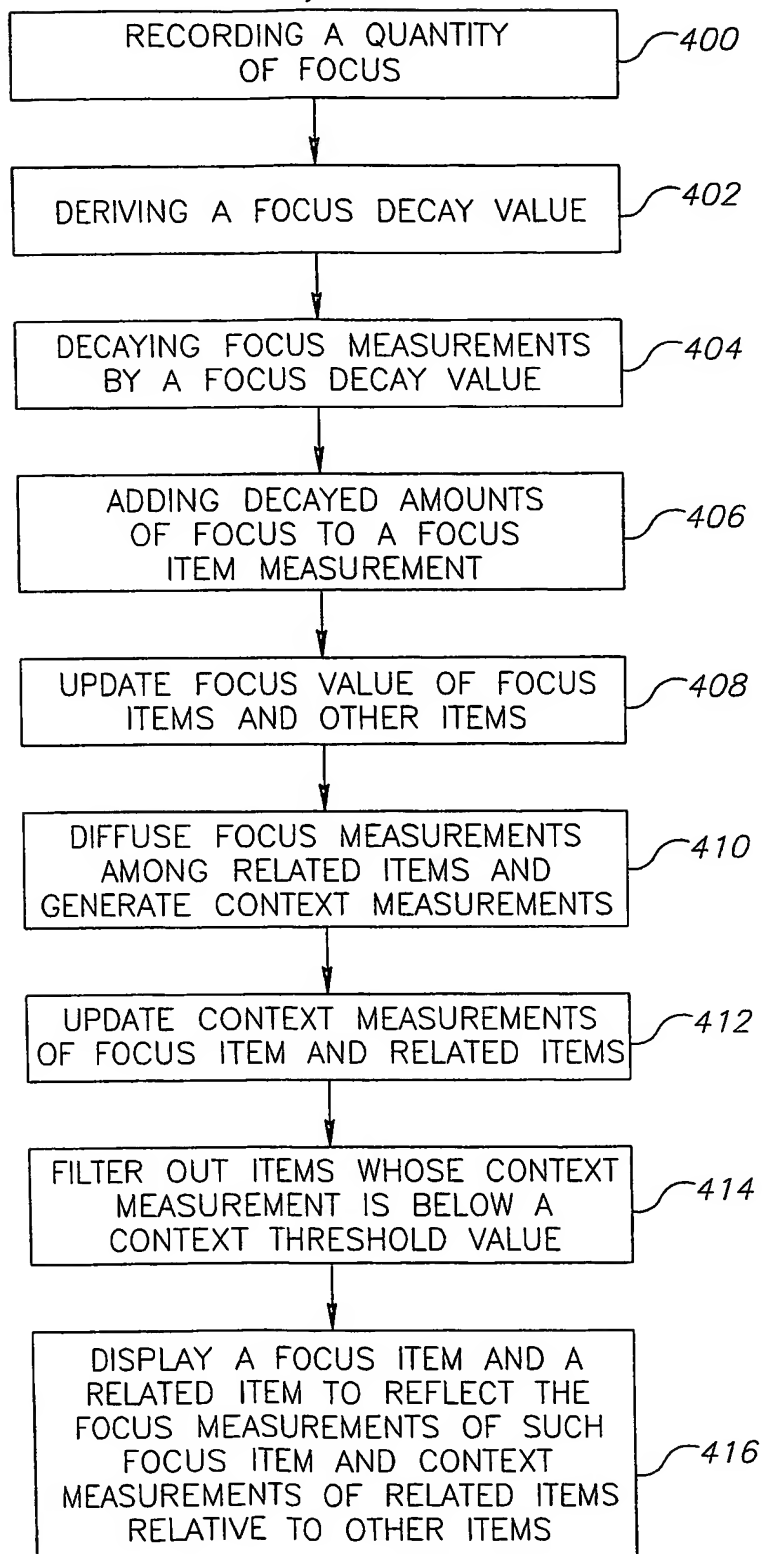 RECORDING A QUANTITY
OF FOCUS
400
DERIVING A FOCUS DECAY VALUE
402
DECAYING FOCUS MEASUREMENTS
BY A FOCUS DECAY VALUE
404
ADDING DECAYED AMOUNTS
OF FOCUS TO A FOCUS
ITEM MEASUREMENT
406
UPDATE FOCUS VALUE OF FOCUS
ITEMS AND OTHER ITEMS
408
DIFFUSE FOCUS MEASUREMENTS
AMONG RELATED ITEMS AND
GENERATE CONTEXT MEASUREMENTS
410
UPDATE CONTEXT MEASUREMENTS
OF FOCUS ITEM AND RELATED ITEMS
412
FILTER OUT ITEMS WHOSE CONTEXT
MEASUREMENT IS BELOW A
CONTEXT THRESHOLD VALUE
414
DISPLAY A FOCUS ITEM AND A
RELATED ITEM TO REFLECT THE
FOCUS MEASUREMENTS OF SUCH
FOCUS ITEM AND CONTEXT
MEASUREMENTS OF RELATED ITEMS
RELATIVE TO OTHER ITEMS
416